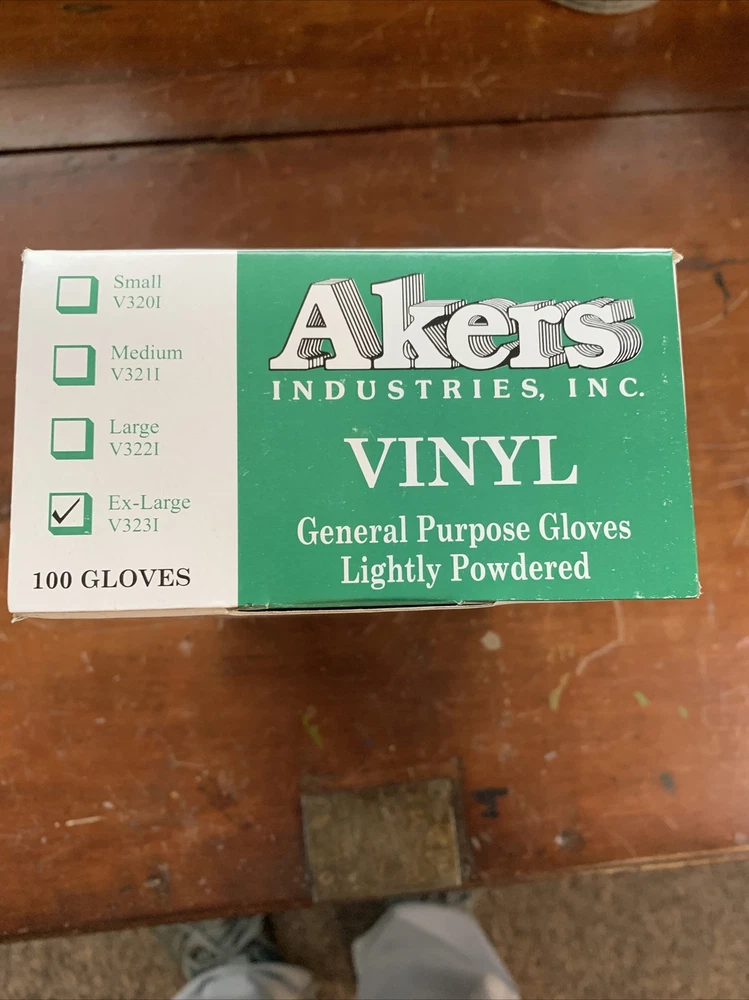 Small
V320I
Medium
V321I
Large
V322I
Ex-Large
V323I
100 GLOVES
Akers
INDUSTRIES, INC.
VINYL
General Purpose Gloves
Lightly Powdered